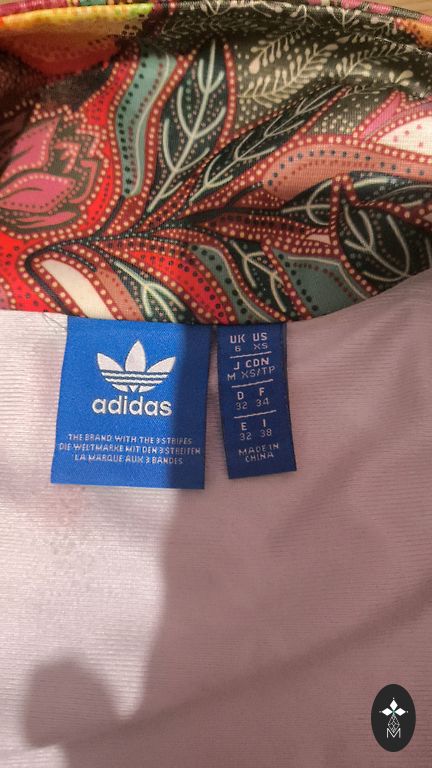 adidas
THE BRAND WITH THE 3 STRIPES
DIE WELTMARKE MIT DEN 3 STREIFEN
LA MARQUE AUX 3 BANDES
UK US
6 XS
J CDN
M XS/TP
D F
32 34
E I
32 38
MADE IN
CHINA
M